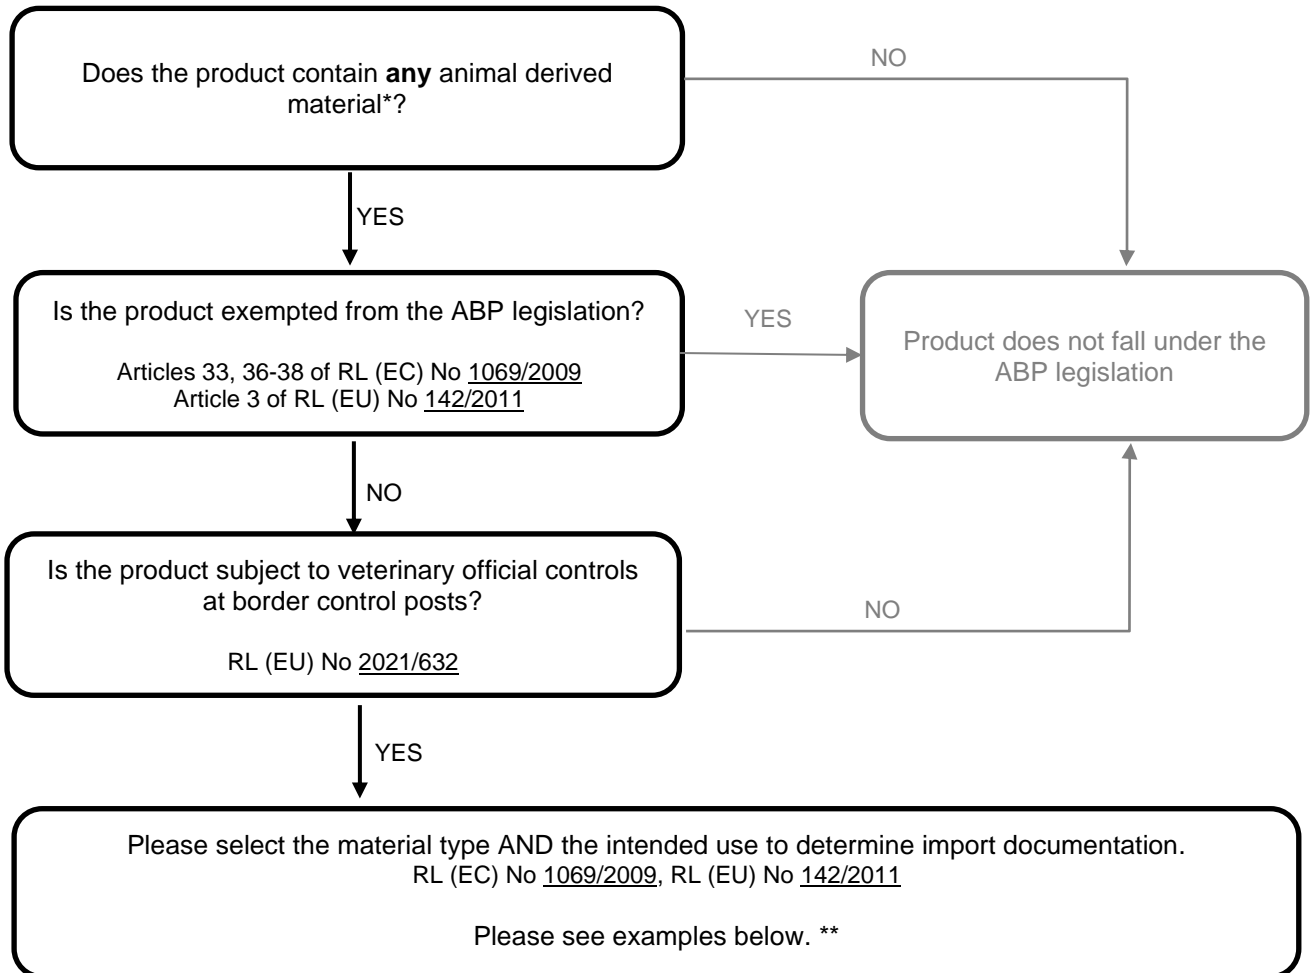 Does the product contain any animal derived
material*?
NO
YES
Is the product exempted from the ABP legislation?
Articles 33, 36-38 of RL (EC) No 1069/2009
Article 3 of RL (EU) No 142/2011
YES
Product does not fall under the
ABP legislation
NO
Is the product subject to veterinary official controls
at border control posts?
RL (EU) No 2021/632
NO
YES
Please select the material type AND the intended use to determine import documentation.
RL (EC) No 1069/2009, RL (EU) No 142/2011
Please see examples below. **